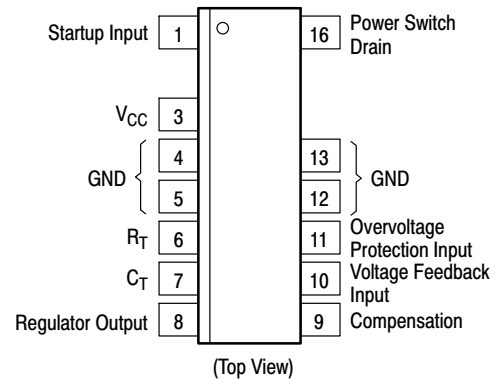 Startup Input 1 16 Power Switch
Drain
VCC 3
GND 4 13 GND
5 12
RT 6 11 Overvoltage
Protection Input
CT 7 10 Voltage Feedback
Input
Regulator Output 8 9 Compensation
(Top View)